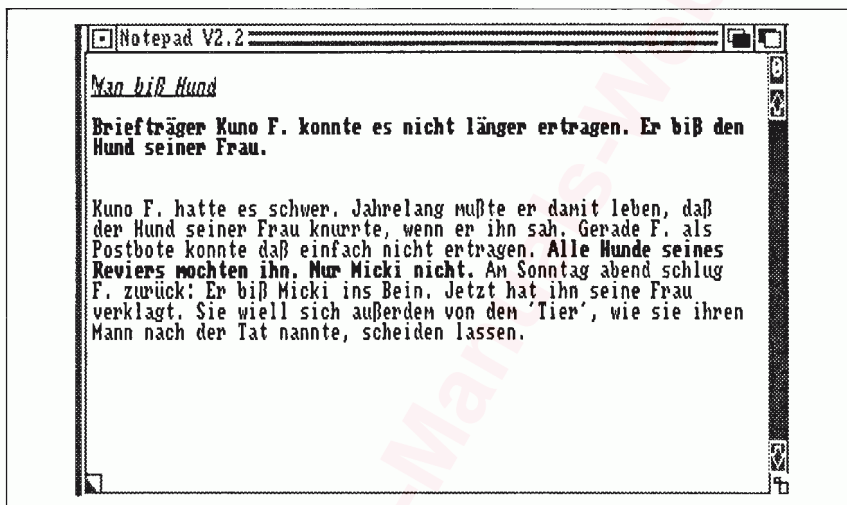 Notepad V2.2
Man biß Hund
Briefträger Kuno F. konnte es nicht länger ertragen. Er biß den
Hund seiner Frau.
Kuno F. hatte es schwer. Jahrelang mußte er damit leben, daß
der Hund seiner Frau knurrte, wenn er ihn sah. Gerade F. als
Postbote konnte daß einfach nicht ertragen. Alle Hunde seines
Reviers mochten ihn. Nur Micki nicht. Am Sonntag abend schlug
F. zurück: Er biß Micki ins Bein. Jetzt hat ihn seine Frau
verklagt. Sie wiell sich außerdem von dem 'Tier', wie sie ihren
Mann nach der Tat nannte, scheiden lassen.